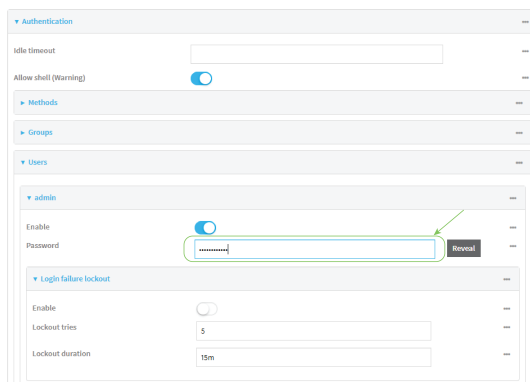 Authentication
Idle timeout
Allow shell (Warning)
Methods
Groups
Users
admin
Enable
Password ············ Reveal
Login failure lockout
Enable
Lockout tries 5
Lockout duration 15m